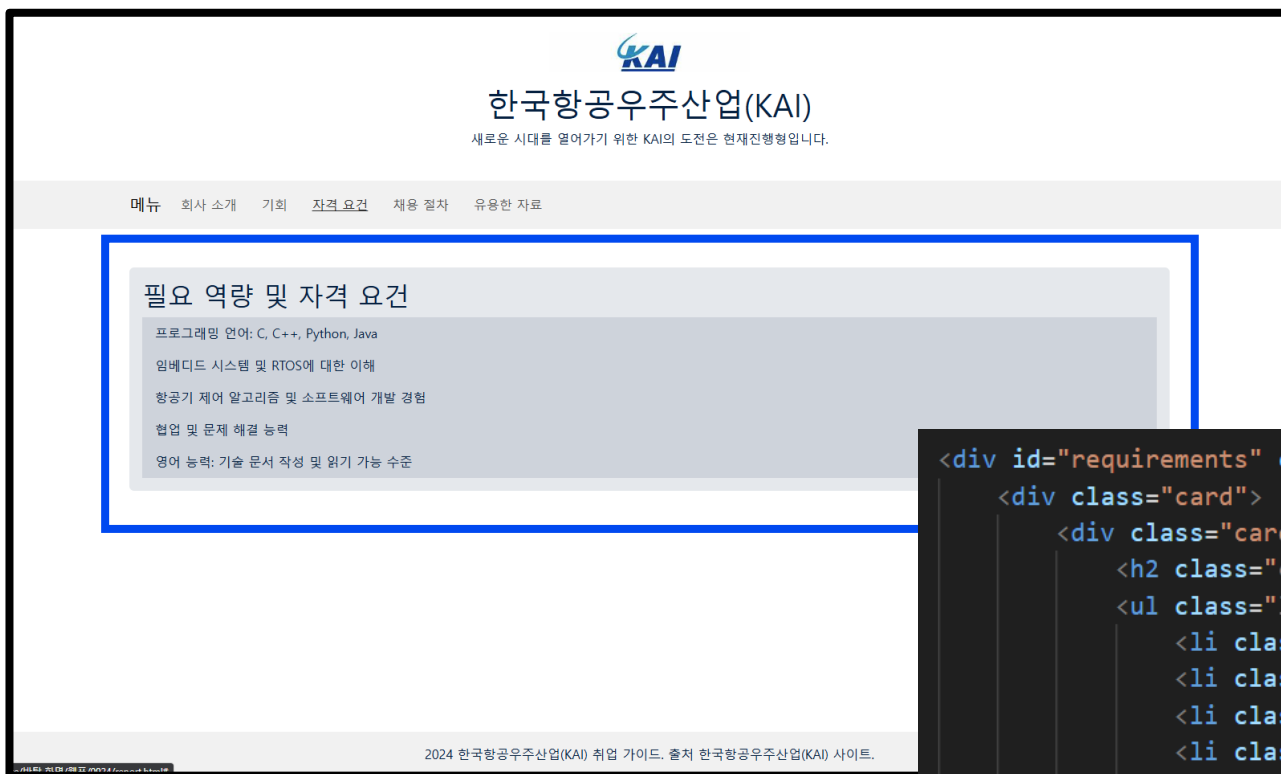 KAI
한국항공우주산업(KAI)
새로운 시대를 열어가기 위한 KAI의 도전은 현재진행형입니다.
메뉴 회사 소개 기회 자격 요건 채용 절차 유용한 자료
필요 역량 및 자격 요건
프로그래밍 언어: C, C++, Python, Java
임베디드 시스템 및 RTOS에 대한 이해
항공기 제어 알고리즘 및 소프트웨어 개발 경험
협업 및 문제 해결 능력
영어 능력: 기술 문서 작성 및 읽기 가능 수준
<div id="requirements"
<div class="card">
<div class="car
<h2 class="
<ul class="
<li clas
<li clas
<li clas
<li clas
2024 한국항공우주산업(KAI) 취업 가이드. 출처 한국항공우주산업(KAI) 사이트.